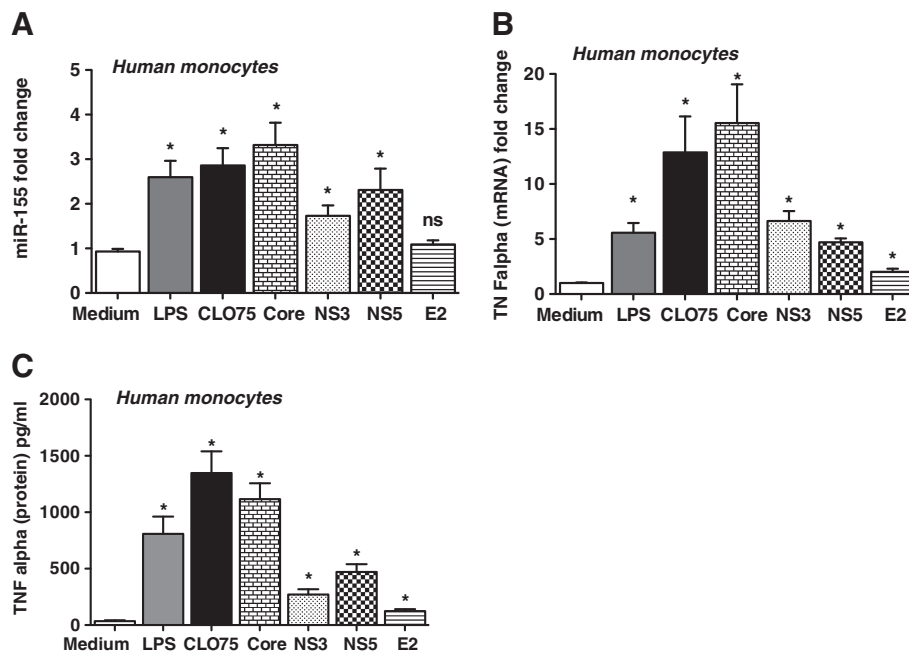 A
Human monocytes
miR-155 fold change
5
4
3
2
1
0
* * * * * ns
Medium LPS CLO75 Core NS3 NS5 E2
B
Human monocytes
TN Falpha (mRNA) fold change
20
15
10
5
0
* * * * * *
Medium LPS CLO75 Core NS3 NS5 E2
C
Human monocytes
TNF alpha (protein) pg/ml
2000
1500
1000
500
0
* * * * * *
Medium LPS CLO75 Core NS3 NS5 E2